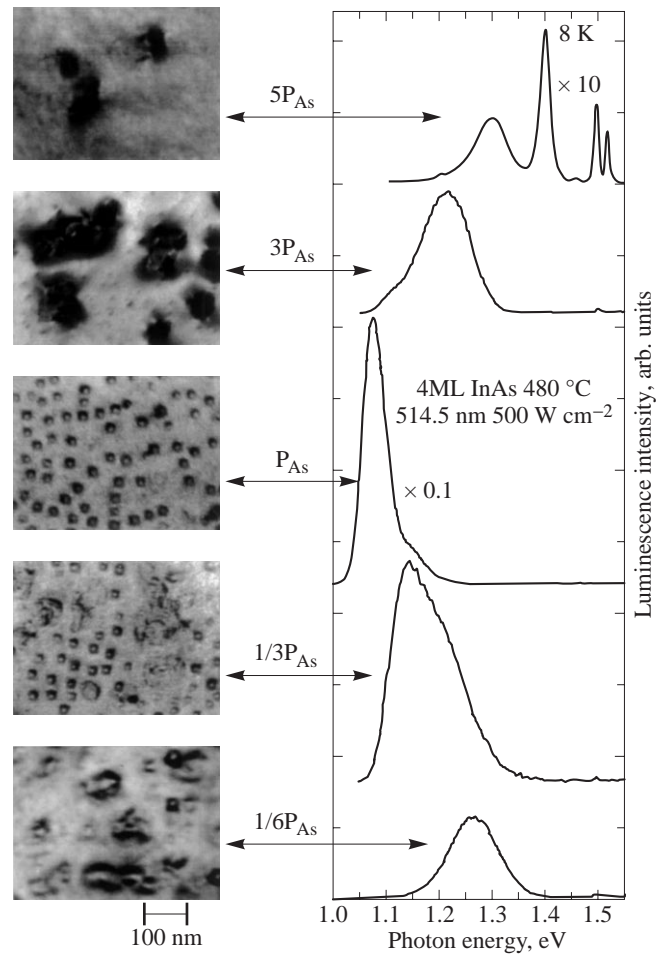 8 K
× 10
5P_As
3P_As
4ML InAs 480 °C
514.5 nm 500 W cm⁻²
P_As
× 0.1
1/3P_As
1/6P_As
100 nm
1.0 1.1 1.2 1.3 1.4 1.5
Photon energy, eV
Luminescence intensity, arb. units